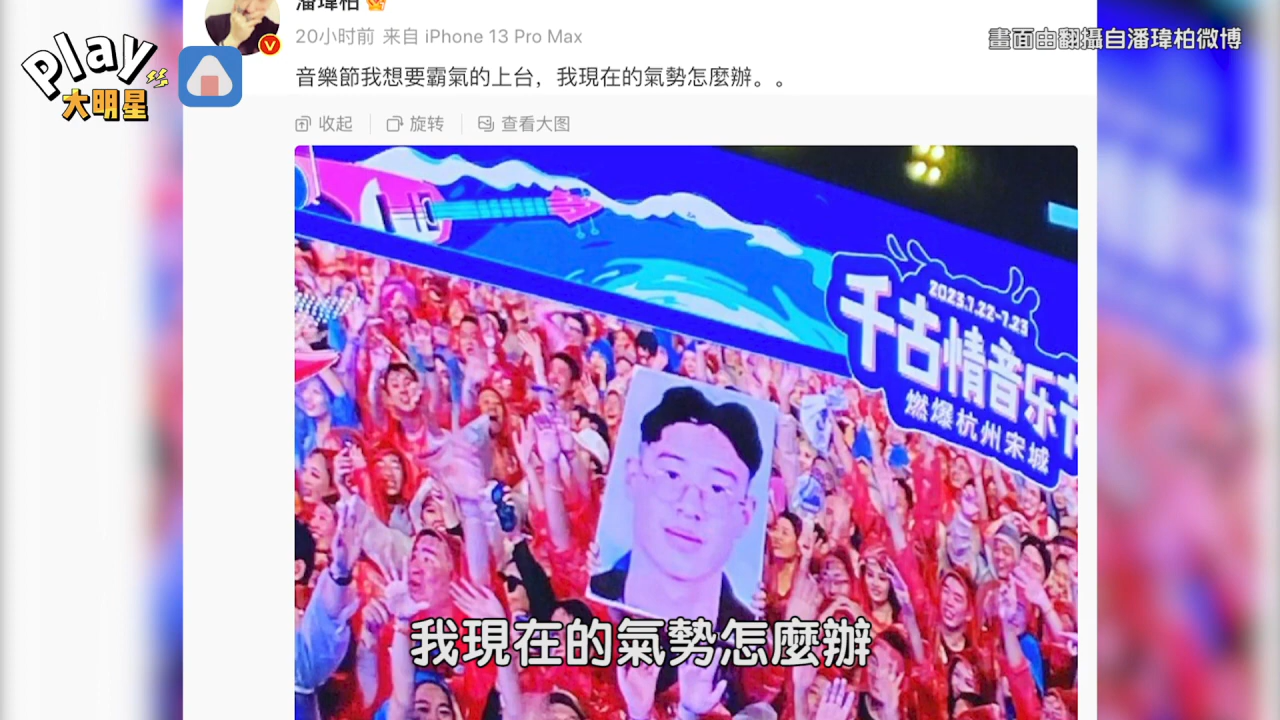 潘瑋柏
20小时前 来自 iPhone 13 Pro Max
畫面由翻攝自潘瑋柏微博
Play
大明星
音樂節我想要霸氣的上台，我現在的氣勢怎麼辦。。
收起
旋转
查看大图
2023.7.22-7.23
千古情音乐节
燃爆杭州宋城
我現在的氣勢怎麼辦